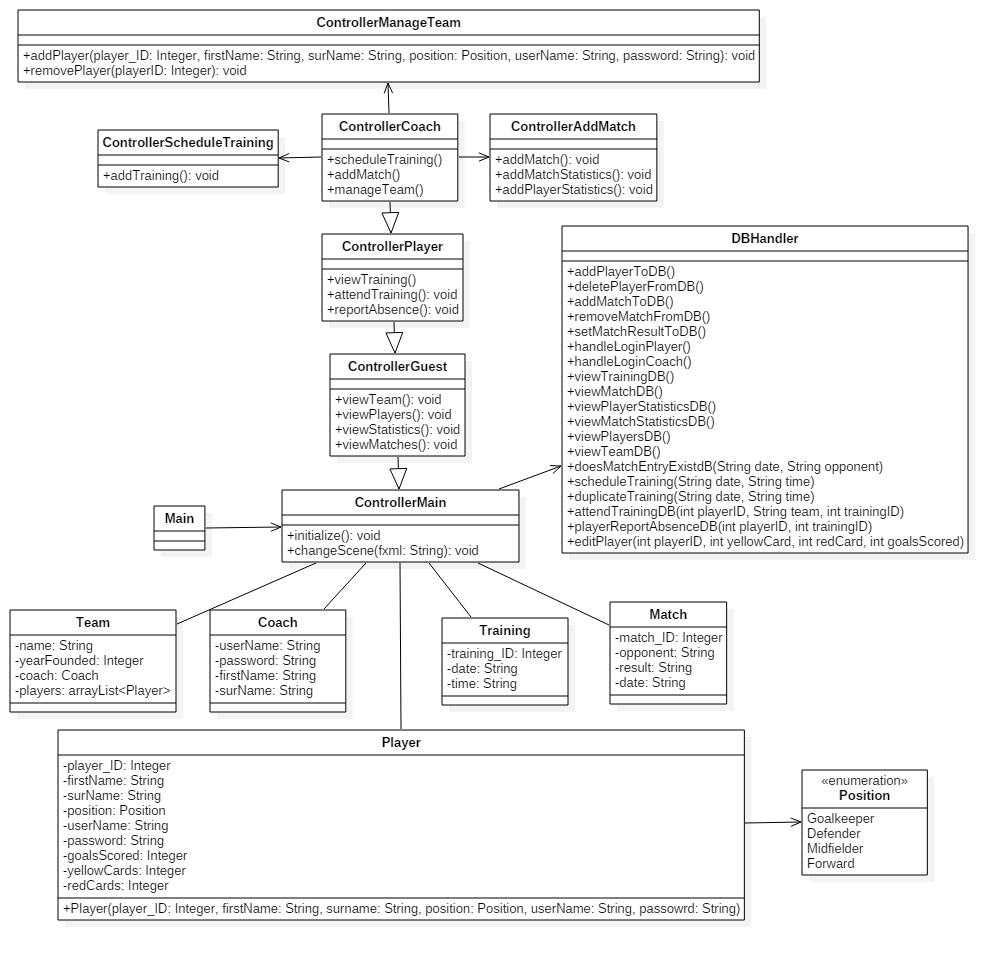 ControllerManageTeam
+addPlayer(player_ID: Integer, firstName: String, surName: String, position: Position, userName: String, password: String): void
+removePlayer(playerID: Integer): void
ControllerScheduleTraining
+addTraining(): void
ControllerCoach
+scheduleTraining()
+addMatch()
+manageTeam()
ControllerAddMatch
+addMatch(): void
+addMatchStatistics(): void
+addPlayerStatistics(): void
ControllerPlayer
+viewTraining()
+attendTraining(): void
+reportAbsence(): void
DBHandler
+addPlayerToDB()
+deletePlayerFromDB()
+addMatchToDB()
+removeMatchFromDB()
+setMatchResultToDB()
+handleLoginPlayer()
+handleLoginCoach()
+viewTrainingDB()
+viewMatchDB()
+viewPlayerStatisticsDB()
+viewMatchStatisticsDB()
+viewPlayersDB()
+viewTeamDB()
+doesMatchEntryExistdB(String date, String opponent)
+scheduleTraining(String date, String time)
+duplicateTraining(String date, String time)
+attendTrainingDB(int playerID, String team, int trainingID)
+playerReportAbsenceDB(int playerID, int trainingID)
+editPlayer(int playerID, int yellowCard, int redCard, int goalsScored)
ControllerGuest
+viewTeam(): void
+viewPlayers(): void
+viewStatistics(): void
+viewMatches(): void
Main
ControllerMain
+initialize(): void
+changeScene(fxml: String): void
Team
-name: String
-yearFounded: Integer
-coach: Coach
-players: arrayList<Player>
Coach
-userName: String
-password: String
-firstName: String
-surName: String
Training
-training_ID: Integer
-date: String
-time: String
Match
-match_ID: Integer
-opponent: String
-result: String
-date: String
Player
-player_ID: Integer
-firstName: String
-surName: String
-position: Position
-userName: String
-password: String
-goalsScored: Integer
-yellowCards: Integer
-redCards: Integer
+Player(player_ID: Integer, firstName: String, surname: String, position: Position, userName: String, passowrd: String)
«enumeration»
Position
Goalkeeper
Defender
Midfielder
Forward